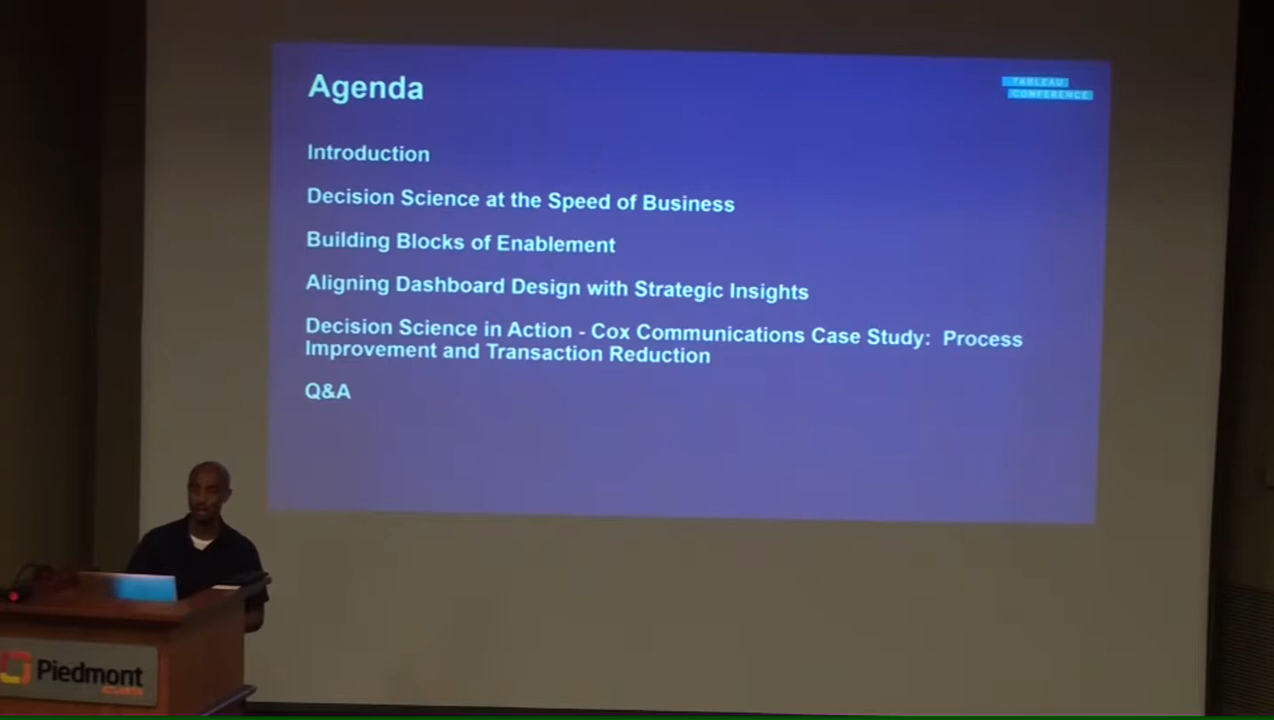 Agenda
TABLEAU
CONFERENCE
Introduction
Decision Science at the Speed of Business
Building Blocks of Enablement
Aligning Dashboard Design with Strategic Insights
Decision Science in Action - Cox Communications Case Study:  Process
Improvement and Transaction Reduction
Q&A
Piedmont
ATLANTA